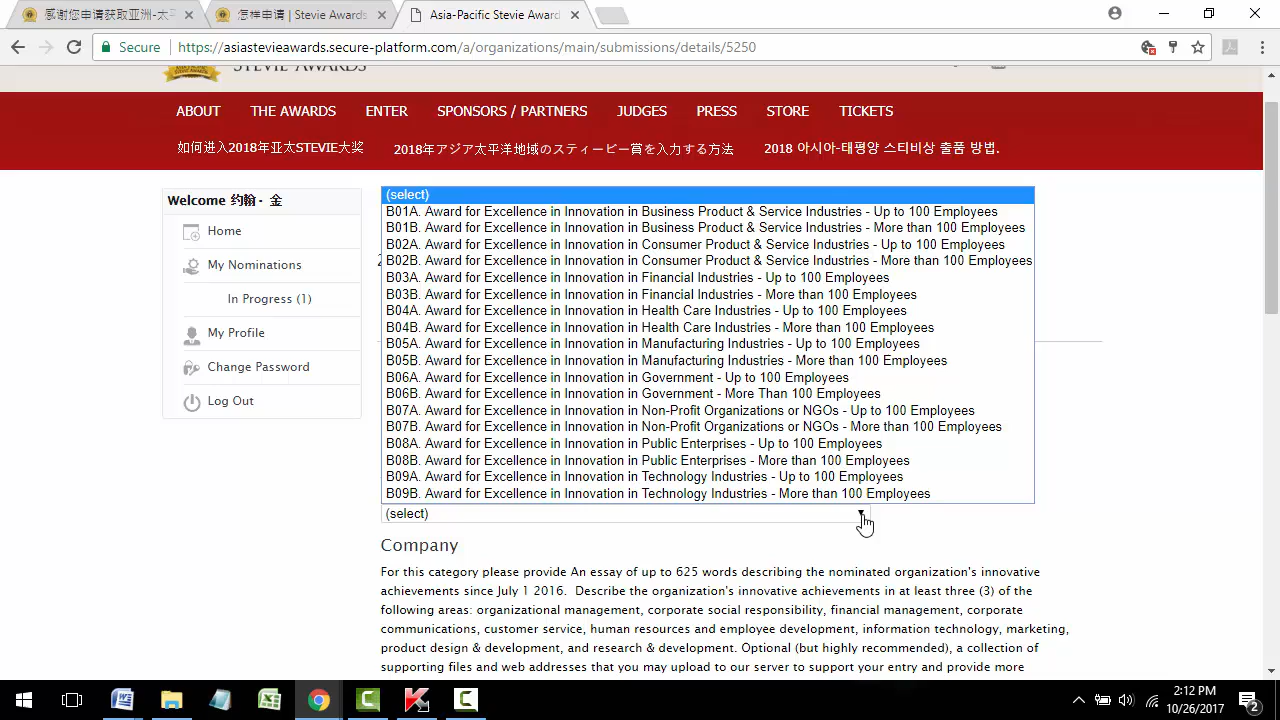 感谢您申请获取亚洲-太平
怎样申请 | Stevie Awards
Asia-Pacific Stevie Award
Secure
https://asiastevieawards.secure-platform.com/a/organizations/main/submissions/details/5250
STEVIE AWARDS
ABOUT THE AWARDS ENTER SPONSORS / PARTNERS JUDGES PRESS STORE TICKETS
如何进入2018年亚太STEVIE大奖 2018年アジア太平洋地域のスティービー賞を入力する方法 2018 아시아-태평양 스티비상 출품 방법.
Welcome 约翰· 金
Home
My Nominations
In Progress (1)
My Profile
Change Password
Log Out
(select)
B01A. Award for Excellence in Innovation in Business Product & Service Industries - Up to 100 Employees
B01B. Award for Excellence in Innovation in Business Product & Service Industries - More than 100 Employees
B02A. Award for Excellence in Innovation in Consumer Product & Service Industries - Up to 100 Employees
B02B. Award for Excellence in Innovation in Consumer Product & Service Industries - More than 100 Employees
B03A. Award for Excellence in Innovation in Financial Industries - Up to 100 Employees
B03B. Award for Excellence in Innovation in Financial Industries - More than 100 Employees
B04A. Award for Excellence in Innovation in Health Care Industries - Up to 100 Employees
B04B. Award for Excellence in Innovation in Health Care Industries - More than 100 Employees
B05A. Award for Excellence in Innovation in Manufacturing Industries - Up to 100 Employees
B05B. Award for Excellence in Innovation in Manufacturing Industries - More than 100 Employees
B06A. Award for Excellence in Innovation in Government - Up to 100 Employees
B06B. Award for Excellence in Innovation in Government - More Than 100 Employees
B07A. Award for Excellence in Innovation in Non-Profit Organizations or NGOs - Up to 100 Employees
B07B. Award for Excellence in Innovation in Non-Profit Organizations or NGOs - More than 100 Employees
B08A. Award for Excellence in Innovation in Public Enterprises - Up to 100 Employees
B08B. Award for Excellence in Innovation in Public Enterprises - More than 100 Employees
B09A. Award for Excellence in Innovation in Technology Industries - Up to 100 Employees
B09B. Award for Excellence in Innovation in Technology Industries - More than 100 Employees
(select)
Company
For this category please provide An essay of up to 625 words describing the nominated organization's innovative
achievements since July 1 2016. Describe the organization's innovative achievements in at least three (3) of the
following areas: organizational management, corporate social responsibility, financial management, corporate
communications, customer service, human resources and employee development, information technology, marketing,
product design & development, and research & development. Optional (but highly recommended), a collection of
supporting files and web addresses that you may upload to our server to support your entry and provide more
2:12 PM
10/26/2017
2